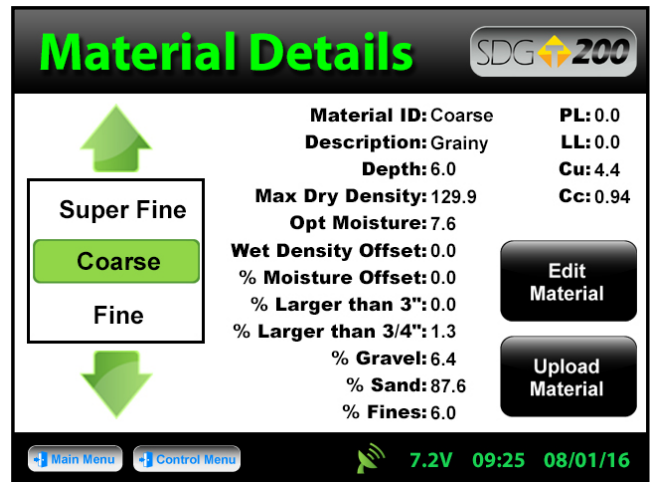 Material Details
SDG 200
Super Fine
Coarse
Fine
Material ID: Coarse
Description: Grainy
Depth: 6.0
Max Dry Density: 129.9
Opt Moisture: 7.6
Wet Density Offset: 0.0
% Moisture Offset: 0.0
% Larger than 3": 0.0
% Larger than 3/4": 1.3
% Gravel: 6.4
% Sand: 87.6
% Fines: 6.0
PL: 0.0
LL: 0.0
Cu: 4.4
Cc: 0.94
Edit
Material
Upload
Material
Main Menu
Control Menu
7.2V 09:25 08/01/16